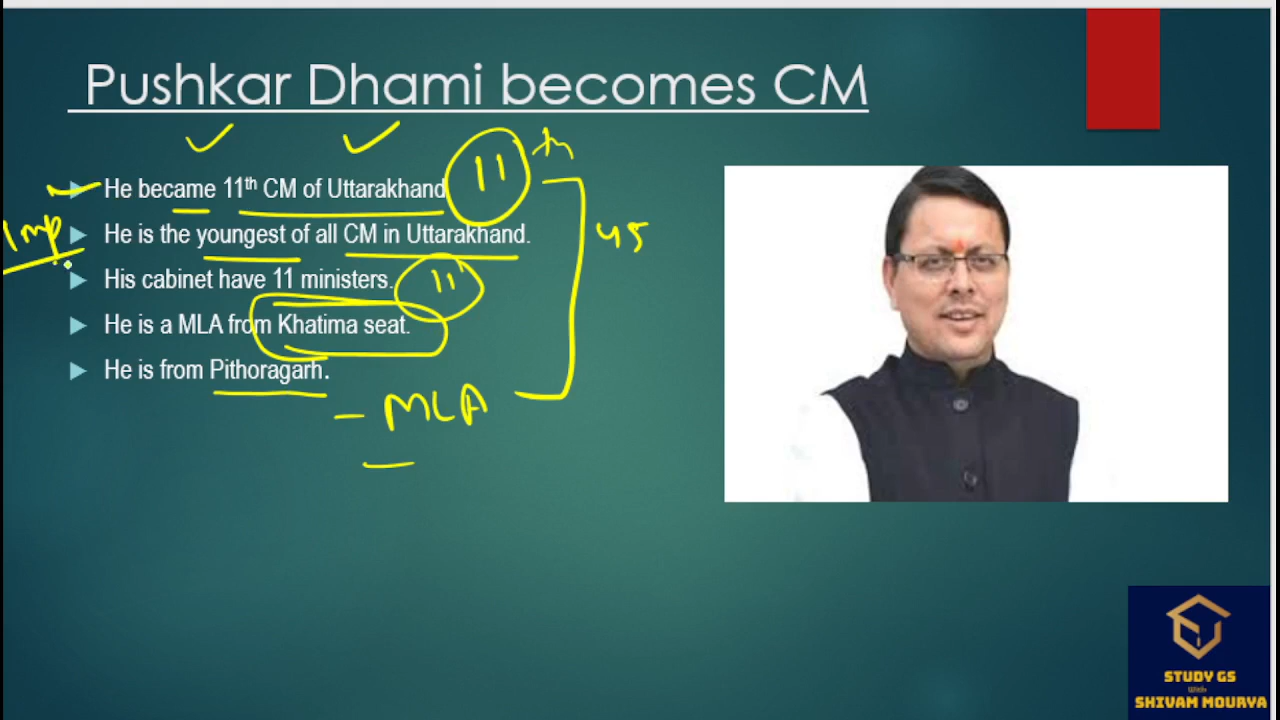 Pushkar Dhami becomes CM
He became 11th CM of Uttarakhand
11 th
Imp
He is the youngest of all CM in Uttarakhand.
45
His cabinet have 11 ministers.
11
He is a MLA from Khatima seat.
He is from Pithoragarh.
- MLA
STUDY GS
With
SHIVAM MOURYA